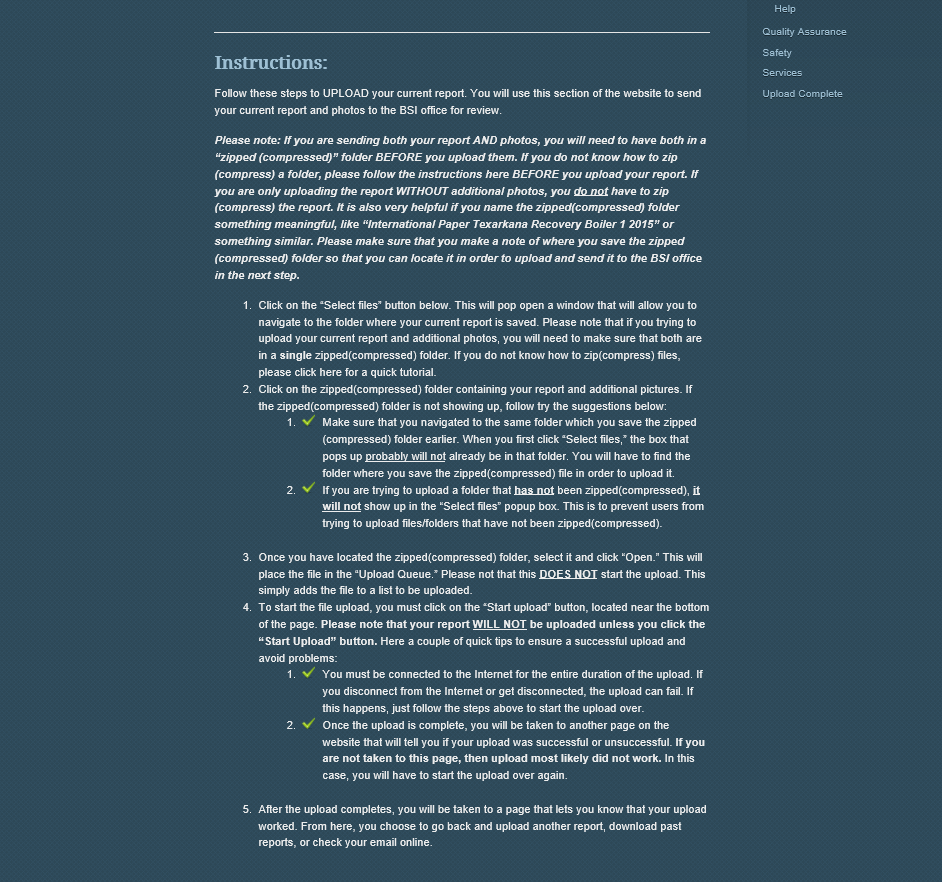 Help
Quality Assurance
Safety
Services
Upload Complete
Instructions:
Follow these steps to UPLOAD your current report. You will use this section of the website to send
your current report and photos to the BSI office for review.
Please note: If you are sending both your report AND photos, you will need to have both in a
“zipped (compressed)” folder BEFORE you upload them. If you do not know how to zip
(compress) a folder, please follow the instructions here BEFORE you upload your report. If
you are only uploading the report WITHOUT additional photos, you do not have to zip
(compress) the report. It is also very helpful if you name the zipped(compressed) folder
something meaningful, like “International Paper Texarkana Recovery Boiler 1 2015” or
something similar. Please make sure that you make a note of where you save the zipped
(compressed) folder so that you can locate it in order to upload and send it to the BSI office
in the next step.
1. Click on the “Select files” button below. This will pop open a window that will allow you to
navigate to the folder where your current report is saved. Please note that if you trying to
upload your current report and additional photos, you will need to make sure that both are
in a single zipped(compressed) folder. If you do not know how to zip(compress) files,
please click here for a quick tutorial.
2. Click on the zipped(compressed) folder containing your report and additional pictures. If
the zipped(compressed) folder is not showing up, follow try the suggestions below:
1. Make sure that you navigated to the same folder which you save the zipped
(compressed) folder earlier. When you first click “Select files,” the box that
pops up probably will not already be in that folder. You will have to find the
folder where you save the zipped(compressed) file in order to upload it.
2. If you are trying to upload a folder that has not been zipped(compressed), it
will not show up in the “Select files” popup box. This is to prevent users from
trying to upload files/folders that have not been zipped(compressed).
3. Once you have located the zipped(compressed) folder, select it and click “Open.” This will
place the file in the “Upload Queue.” Please not that this DOES NOT start the upload. This
simply adds the file to a list to be uploaded.
4. To start the file upload, you must click on the “Start upload” button, located near the bottom
of the page. Please note that your report WILL NOT be uploaded unless you click the
“Start Upload” button. Here a couple of quick tips to ensure a successful upload and
avoid problems:
1. You must be connected to the Internet for the entire duration of the upload. If
you disconnect from the Internet or get disconnected, the upload can fail. If
this happens, just follow the steps above to start the upload over.
2. Once the upload is complete, you will be taken to another page on the
website that will tell you if your upload was successful or unsuccessful. If you
are not taken to this page, then upload most likely did not work. In this
case, you will have to start the upload over again.
5. After the upload completes, you will be taken to a page that lets you know that your upload
worked. From here, you choose to go back and upload another report, download past
reports, or check your email online.